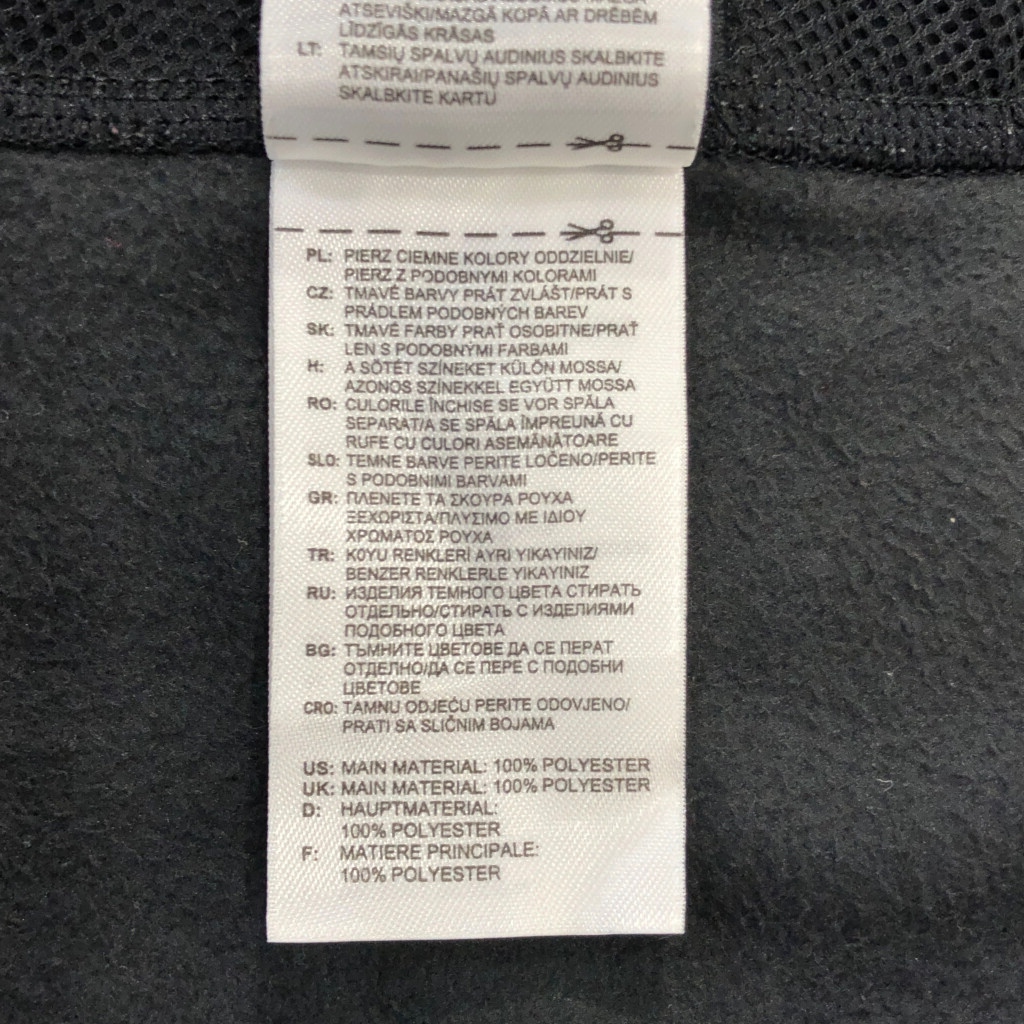 ATSEVIŠĶI/MAZGĀ KOPĀ AR DRĒBĒM
LĪDZĪGĀS KRĀSĀS
LT: TAMSIŲ SPALVŲ AUDINIUS SKALBKITE
ATSKIRAI/PANAŠIŲ SPALVŲ AUDINIUS
SKALBKITE KARTU
PL: PIERZ CIEMNE KOLORY ODDZIELNIE/
PIERZ Z PODOBNYMI KOLORAMI
CZ: TMAVÉ BARVY PRÁT ZVLÁŠT/PRÁT S
PRÁDLEM PODOBNÝCH BAREV
SK: TMAVÉ FARBY PRAŤ OSOBITNE/PRAŤ
LEN S PODOBNÝMI FARBAMI
H: A SÖTÉT SZÍNEKET KÜLÖN MOSSA/
AZONOS SZÍNEKKEL EGYÜTT MOSSA
RO: CULORILE ÎNCHISE SE VOR SPĂLA
SEPARAT/A SE SPĂLA ÎMPREUNĂ CU
RUFE CU CULORI ASEMĂNĂTOARE
SLO: TEMNE BARVE PERITE LOČENO/PERITE
S PODOBNIMI BARVAMI
GR: ΠΛΕΝΕΤΕ ΤΑ ΣΚΟΥΡΑ ΡΟΥΧΑ
ΞΕΧΩΡΙΣΤΑ/ΠΛΥΣΙΜΟ ΜΕ ΙΔΙΟΥ
ΧΡΩΜΑΤΟΣ ΡΟΥΧΑ
TR: KOYU RENKLERİ AYRI YIKAYINIZ/
BENZER RENKLERLE YIKAYINIZ
RU: ИЗДЕЛИЯ ТЕМНОГО ЦВЕТА СТИРАТЬ
ОТДЕЛЬНО/СТИРАТЬ С ИЗДЕЛИЯМИ
ПОДОБНОГО ЦВЕТА
BG: ТЪМНИТЕ ЦВЕТОВЕ ДА СЕ ПЕРАТ
ОТДЕЛНО/ДА СЕ ПЕРЕ С ПОДОБНИ
ЦВЕТОВЕ
CRO: TAMNU ODJEĆU PERITE ODOVJENO/
PRATI SA SLIČNIM BOJAMA
US: MAIN MATERIAL: 100% POLYESTER
UK: MAIN MATERIAL: 100% POLYESTER
D: HAUPTMATERIAL:
100% POLYESTER
F: MATIERE PRINCIPALE:
100% POLYESTER